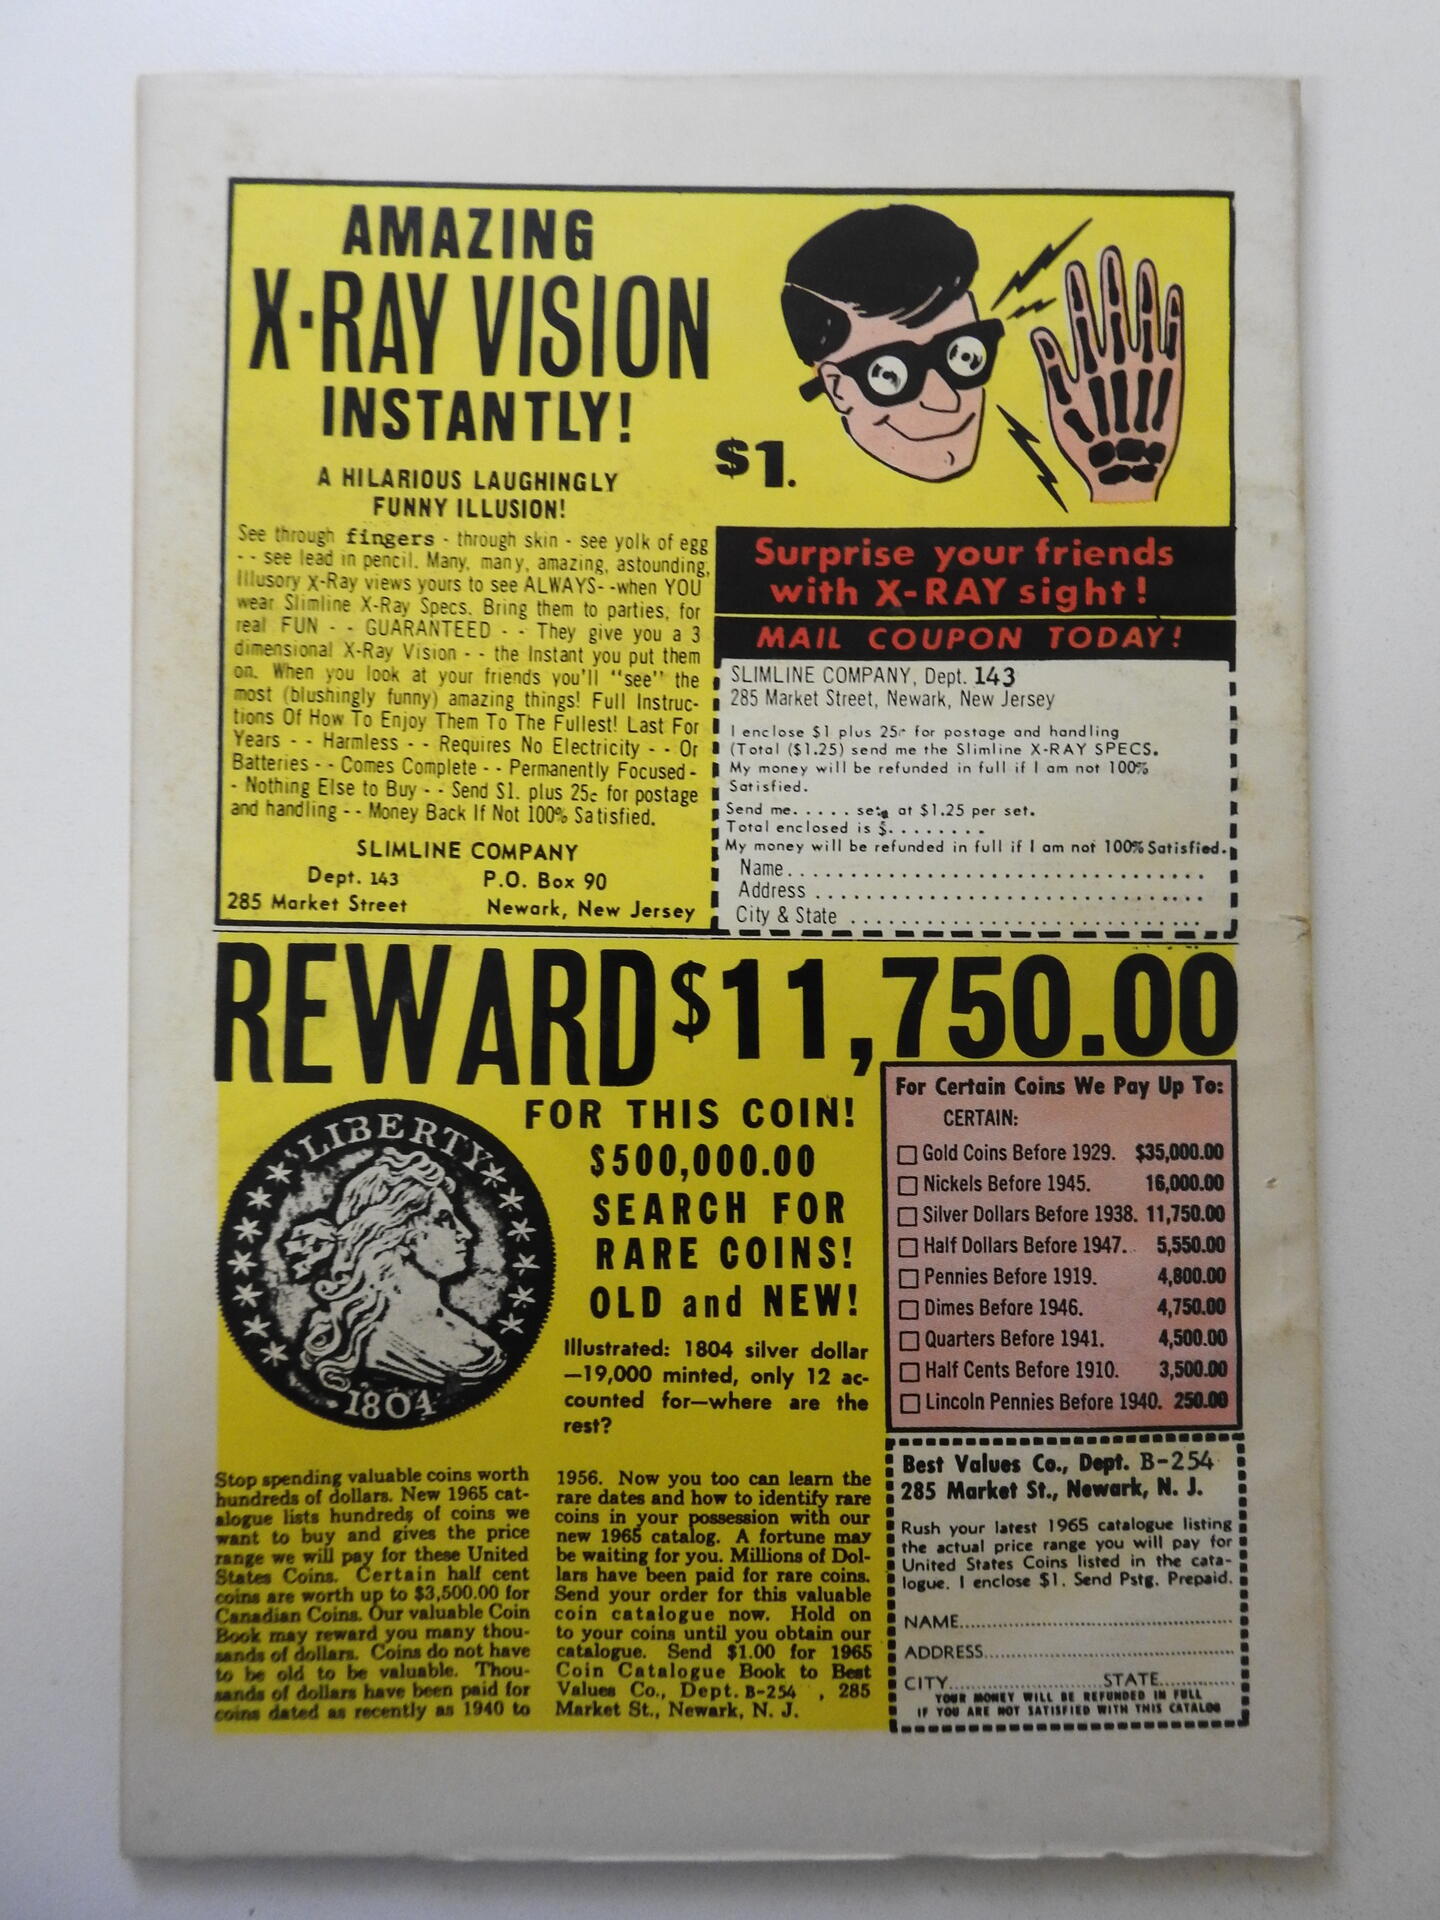 AMAZING
X-RAY VISION
INSTANTLY!
A HILARIOUS LAUGHINGLY
FUNNY ILLUSION!
See through fingers - through skin - see yolk of egg
- - see lead in pencil. Many, many, amazing, astounding,
Illusory X-Ray views yours to see ALWAYS- -when YOU
wear Slimline X-Ray Specs. Bring them to parties, for
real FUN - - GUARANTEED - - They give you a 3
dimensional X-Ray Vision - - the Instant you put them
on. When you look at your friends you'll "see" the
most (blushingly funny) amazing things! Full Instruc-
tions Of How To Enjoy Them To The Fullest! Last For
Years - - Harmless - - Requires No Electricity - - Or
Batteries - - Comes Complete - - Permanently Focused -
- Nothing Else to Buy - - Send $1. plus 25c for postage
and handling - - Money Back If Not 100% Satisfied.
SLIMLINE COMPANY
Dept. 143 P.O. Box 90
285 Market Street Newark, New Jersey
$1.
Surprise your friends
with X-RAY sight!
MAIL COUPON TODAY!
SLIMLINE COMPANY, Dept. 143
285 Market Street, Newark, New Jersey
I enclose $1 plus 25c for postage and handling
(Total ($1.25) send me the Slimline X-RAY SPECS.
My money will be refunded in full if I am not 100%
Satisfied.
Send me. . . . . sets at $1.25 per set.
Total enclosed is $. . . . . . . .
My money will be refunded in full if I am not 100% Satisfied.
Name. . . . . . . . . . . . . . . . . . . . . . . . . . . . . . . .
Address . . . . . . . . . . . . . . . . . . . . . . . . . . . . . .
City & State . . . . . . . . . . . . . . . . . . . . . . . . . . .
REWARD $11,750.00
FOR THIS COIN!
$500,000.00
SEARCH FOR
RARE COINS!
OLD and NEW!
LIBERTY
1804
Illustrated: 1804 silver dollar
—19,000 minted, only 12 ac-
counted for—where are the
rest?
Stop spending valuable coins worth
hundreds of dollars. New 1965 cat-
alogue lists hundreds of coins we
want to buy and gives the price
range we will pay for these United
States Coins. Certain half cent
coins are worth up to $3,500.00 for
Canadian Coins. Our valuable Coin
Book may reward you many thou-
sands of dollars. Coins do not have
to be old to be valuable. Thou-
sands of dollars have been paid for
coins dated as recently as 1940 to
1956. Now you too can learn the
rare dates and how to identify rare
coins in your possession with our
new 1965 catalog. A fortune may
be waiting for you. Millions of Dol-
lars have been paid for rare coins.
Send your order for this valuable
coin catalogue now. Hold on
to your coins until you obtain our
catalogue. Send $1.00 for 1965
Coin Catalogue Book to Best
Values Co., Dept. B-254 , 285
Market St., Newark, N. J.
For Certain Coins We Pay Up To:
CERTAIN:
Gold Coins Before 1929. $35,000.00
Nickels Before 1945. 16,000.00
Silver Dollars Before 1938. 11,750.00
Half Dollars Before 1947. . 5,550.00
Pennies Before 1919. 4,800.00
Dimes Before 1946. 4,750.00
Quarters Before 1941. 4,500.00
Half Cents Before 1910. 3,500.00
Lincoln Pennies Before 1940. 250.00
Best Values Co., Dept. B-254
285 Market St., Newark, N. J.
Rush your latest 1965 catalogue listing
the actual price range you will pay for
United States Coins listed in the cata-
logue. I enclose $1. Send Pstg. Prepaid.
NAME..............................................
ADDRESS..........................................
CITY..........................STATE.............
YOUR MONEY WILL BE REFUNDED IN FULL
IF YOU ARE NOT SATISFIED WITH THIS CATALOG